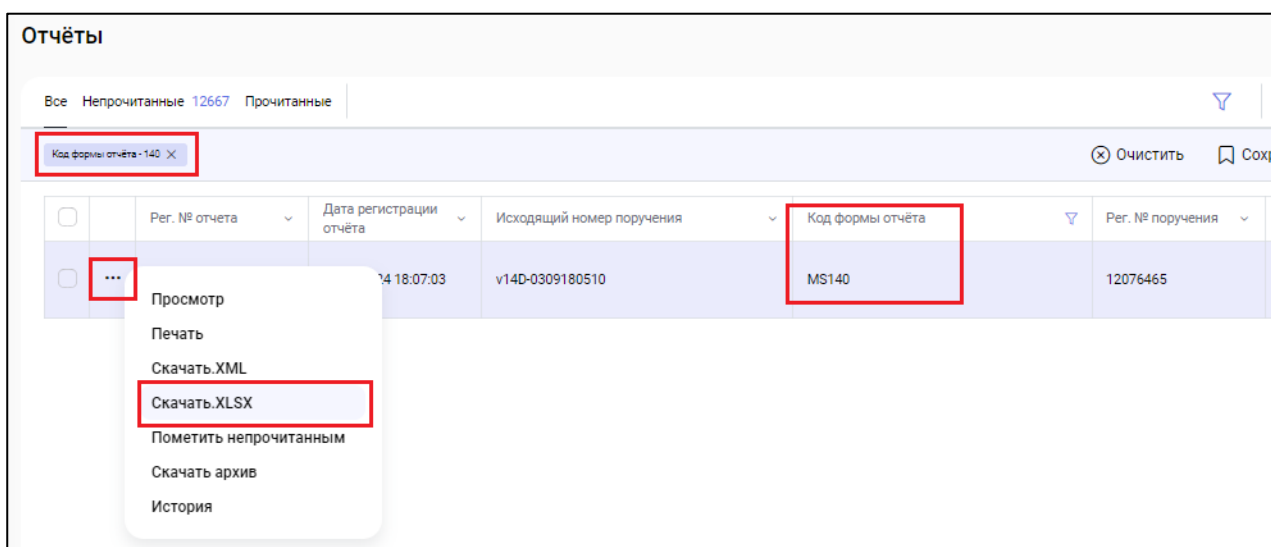 Отчёты
Все Непрочитанные 12667 Прочитанные
Код формы отчёта - 140
Очистить
Рег. № отчета
Дата регистрации
отчёта
Исходящий номер поручения
Код формы отчёта
Рег. № поручения
24 18:07:03
v14D-0309180510
MS140
12076465
Просмотр
Печать
Скачать.XML
Скачать.XLSX
Пометить непрочитанным
Скачать архив
История